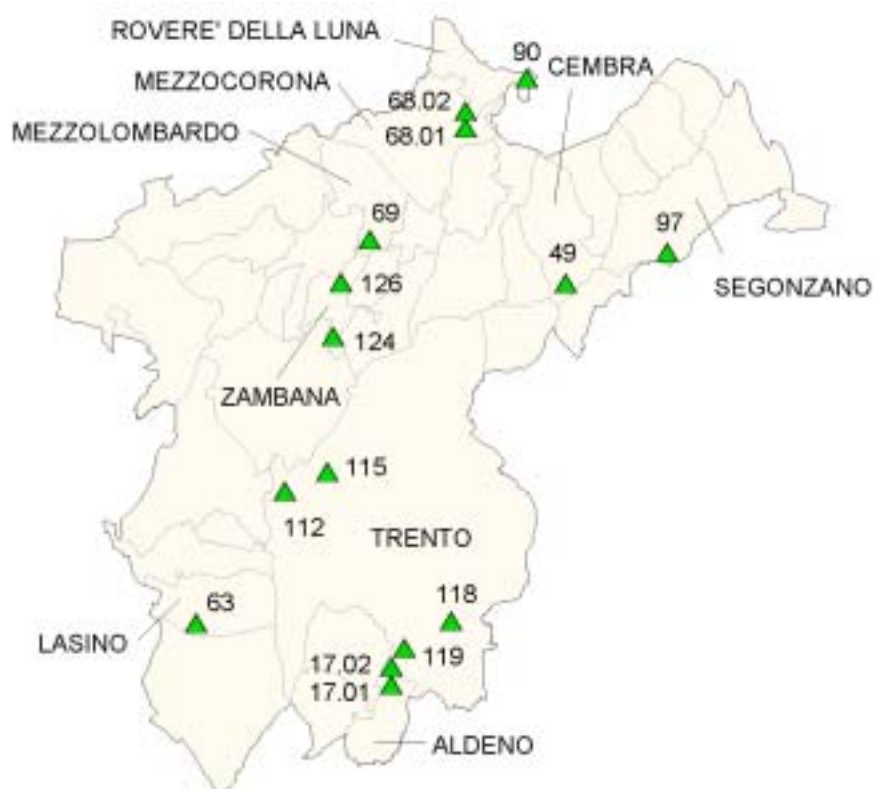 ROVERE' DELLA LUNA
90
CEMBRA
MEZZOCORONA
68.02
MEZZOLOMBARDO
68.01
69
97
49
126
SEGONZANO
124
ZAMBANA
115
112
TRENTO
118
63
LASINO
119
17,02
17.01
ALDENO